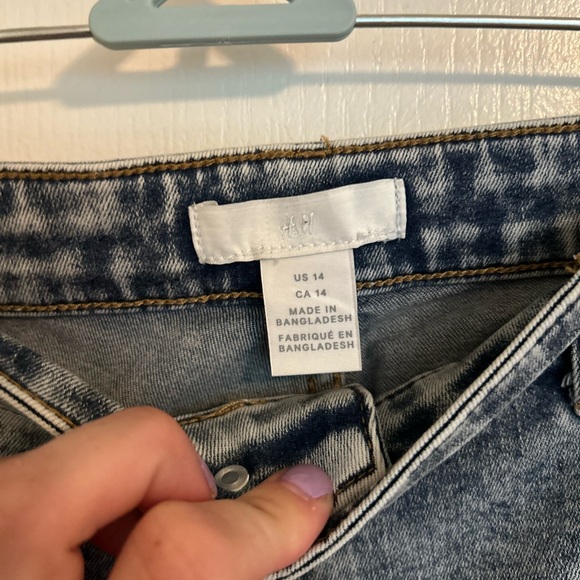 H&M
US 14
CA 14
MADE IN
BANGLADESH
FABRIQUÉ EN
BANGLADESH